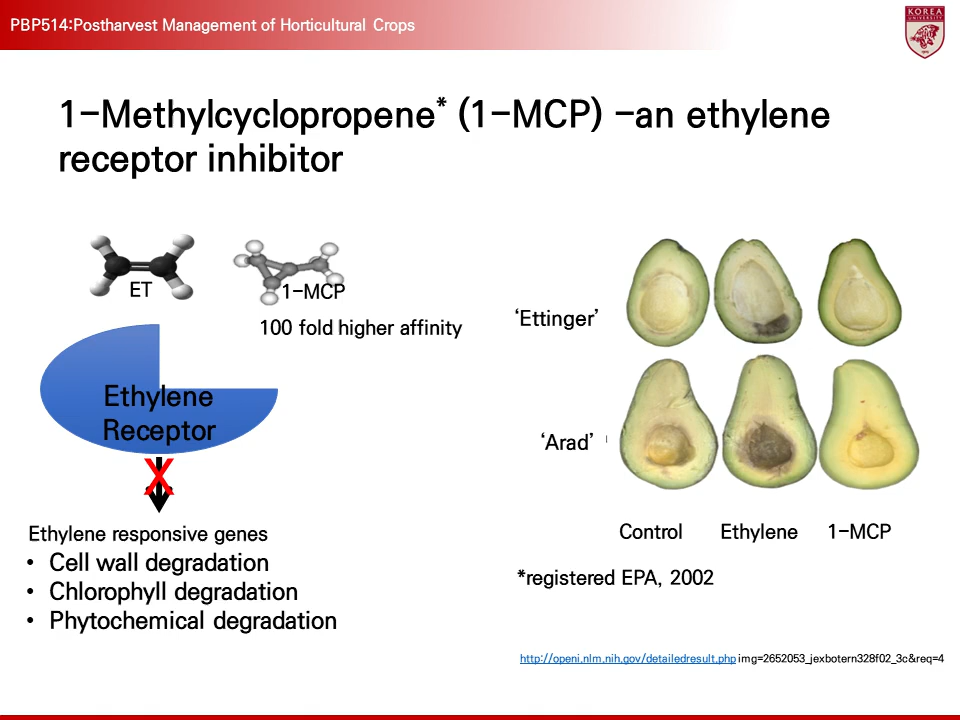 PBP514:Postharvest Management of Horticultural Crops
KOREA
UNIVERSITY
1-Methylcyclopropene* (1-MCP) -an ethylene
receptor inhibitor
ET
1-MCP
100 fold higher affinity
Ethylene
Receptor
X
Ethylene responsive genes
• Cell wall degradation
• Chlorophyll degradation
• Phytochemical degradation
‘Ettinger’
‘Arad’
Control Ethylene 1-MCP
*registered EPA, 2002
http://openi.nlm.nih.gov/detailedresult.php img=2652053_jexbotern328f02_3c&req=4